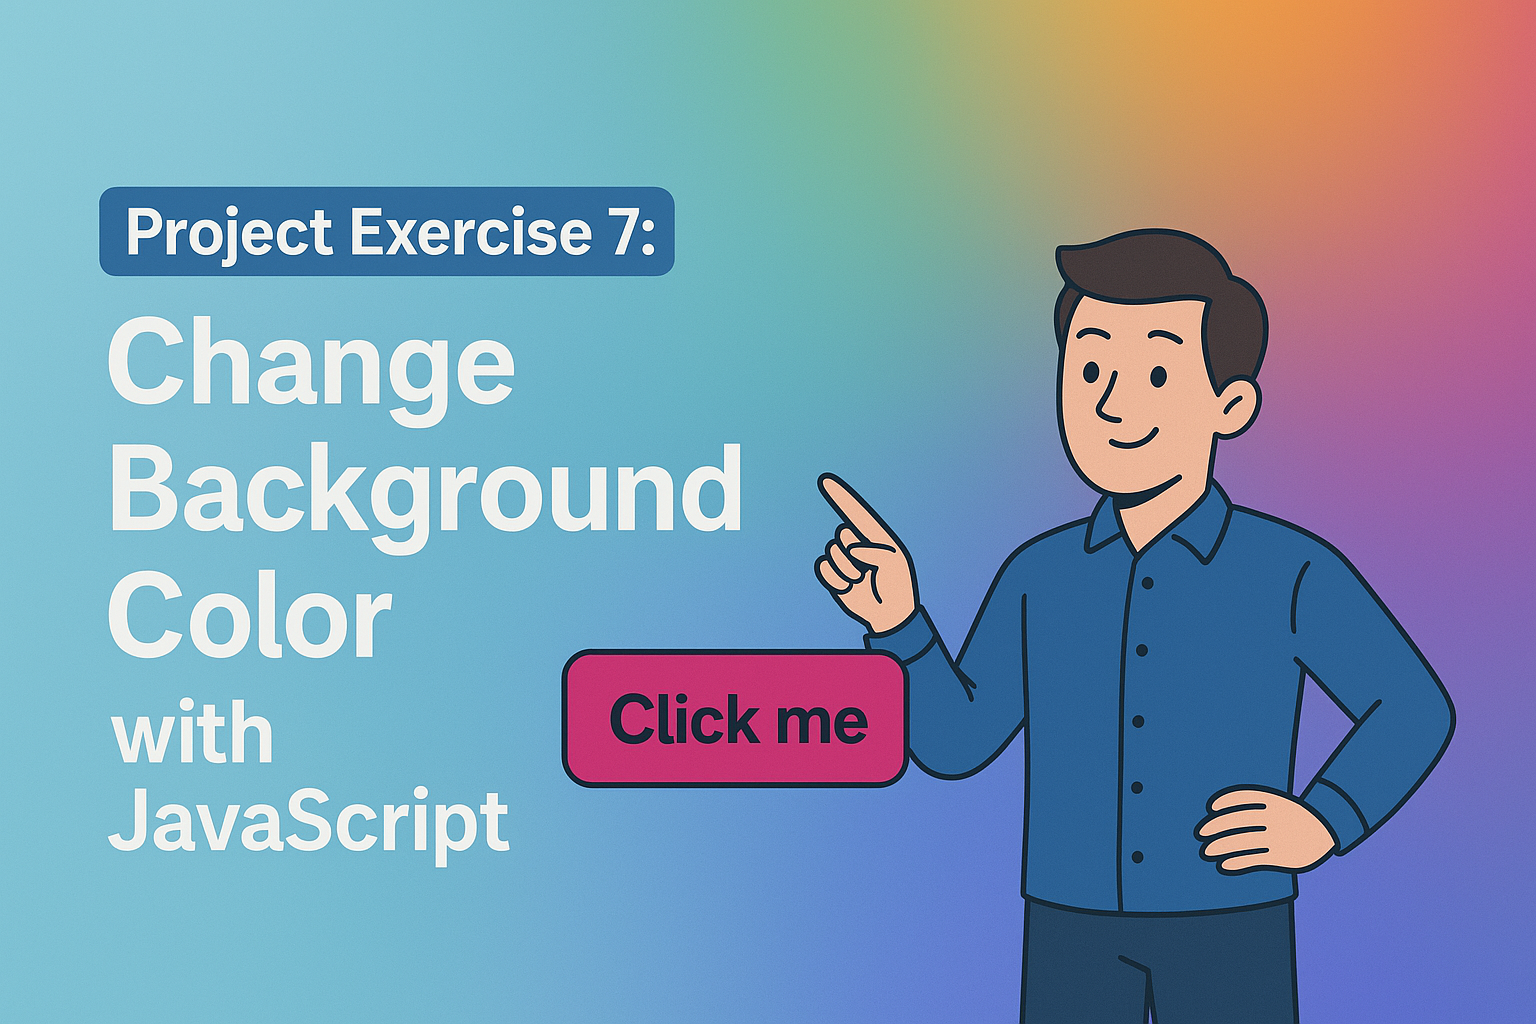 Project Exercise 7:
Change
Background
Color
with
JavaScript
Click me